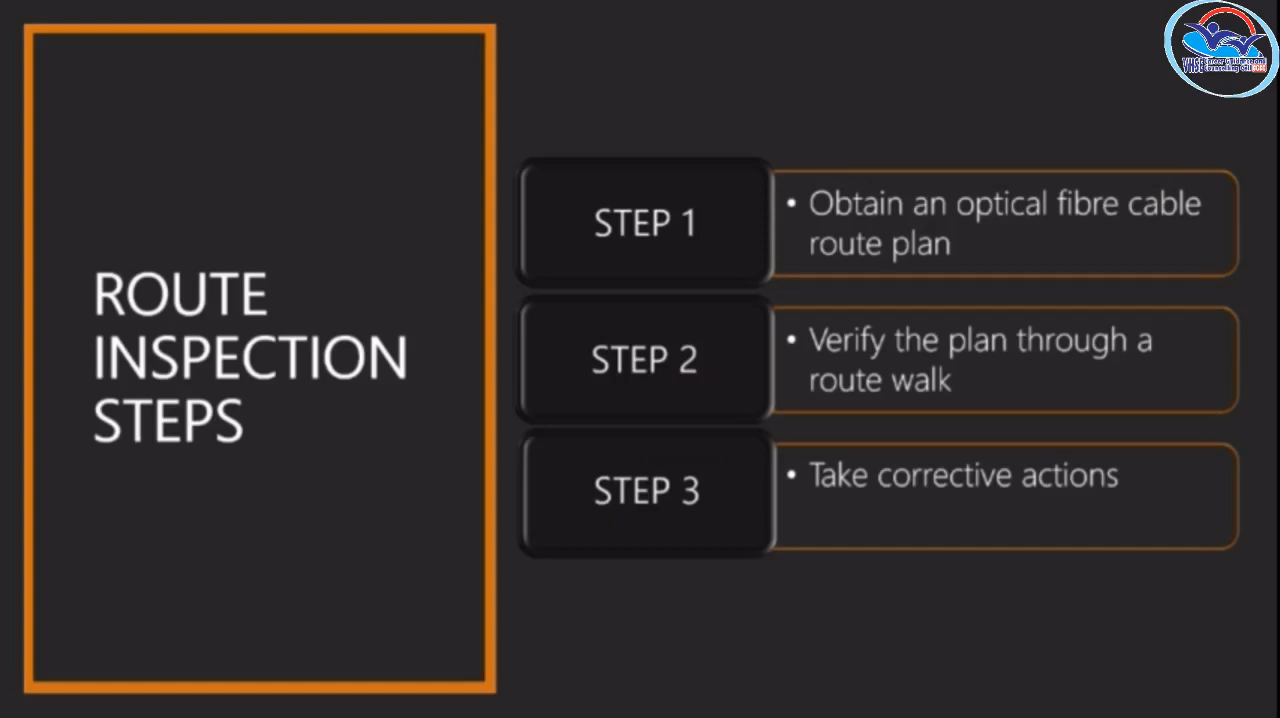 ROUTE
INSPECTION
STEPS
STEP 1
• Obtain an optical fibre cable
route plan
STEP 2
• Verify the plan through a
route walk
STEP 3
• Take corrective actions